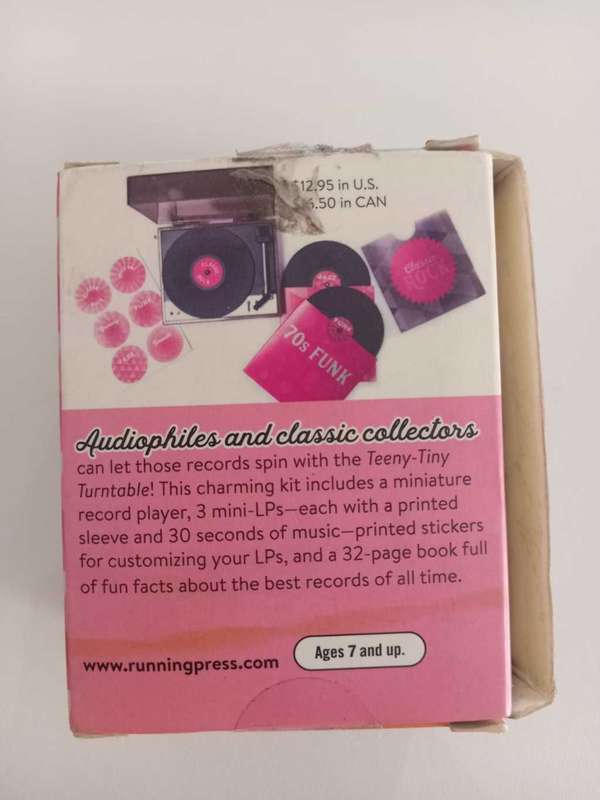 $12.95 in U.S.
.50 in CAN
Classic
ROCK
JAZZ
FUNK
70s FUNK
JAZZ
Audiophiles and classic collectors
can let those records spin with the Teeny-Tiny
Turntable! This charming kit includes a miniature
record player, 3 mini-LPs—each with a printed
sleeve and 30 seconds of music—printed stickers
for customizing your LPs, and a 32-page book full
of fun facts about the best records of all time.
www.runningpress.com
Ages 7 and up.